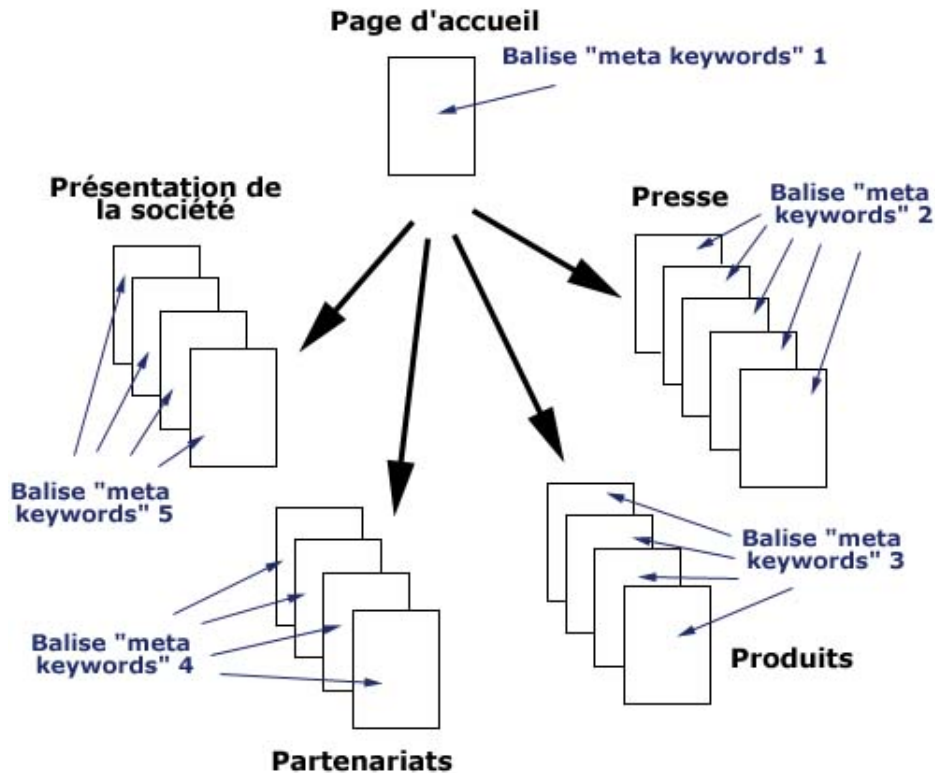 Page d'accueil
Balise "meta keywords" 1
Présentation de
la société
Presse
Balise "meta
keywords" 2
Balise "meta
keywords" 5
Balise "meta
keywords" 3
Balise "meta
keywords" 4
Produits
Partenariats